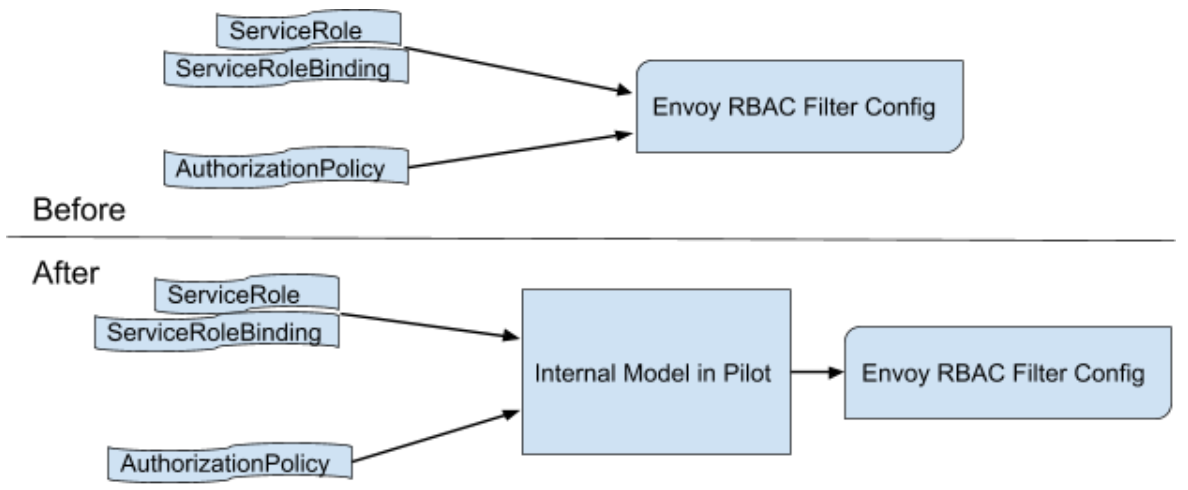 ServiceRole
ServiceRoleBinding
Envoy RBAC Filter Config
AuthorizationPolicy
Before
After
ServiceRole
ServiceRoleBinding
Internal Model in Pilot
Envoy RBAC Filter Config
AuthorizationPolicy